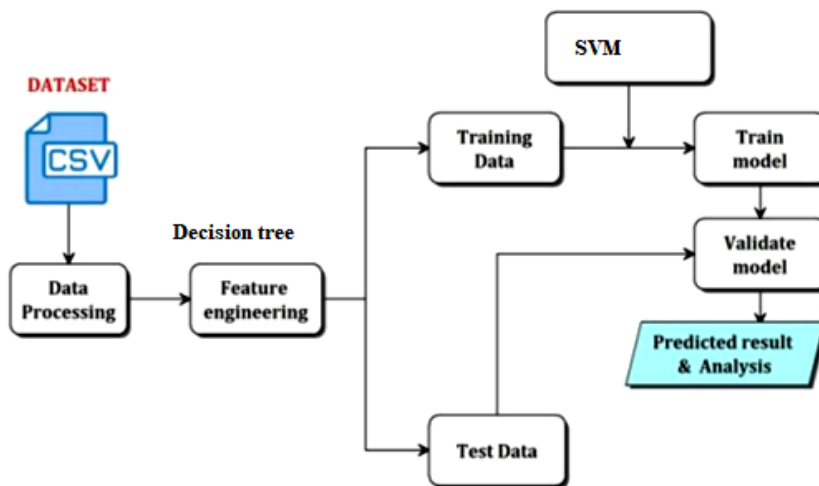 SVM
DATASET
CSV
Training
Data
Train
model
Decision tree
Data
Processing
Feature
engineering
Validate
model
Predicted result
& Analysis
Test Data